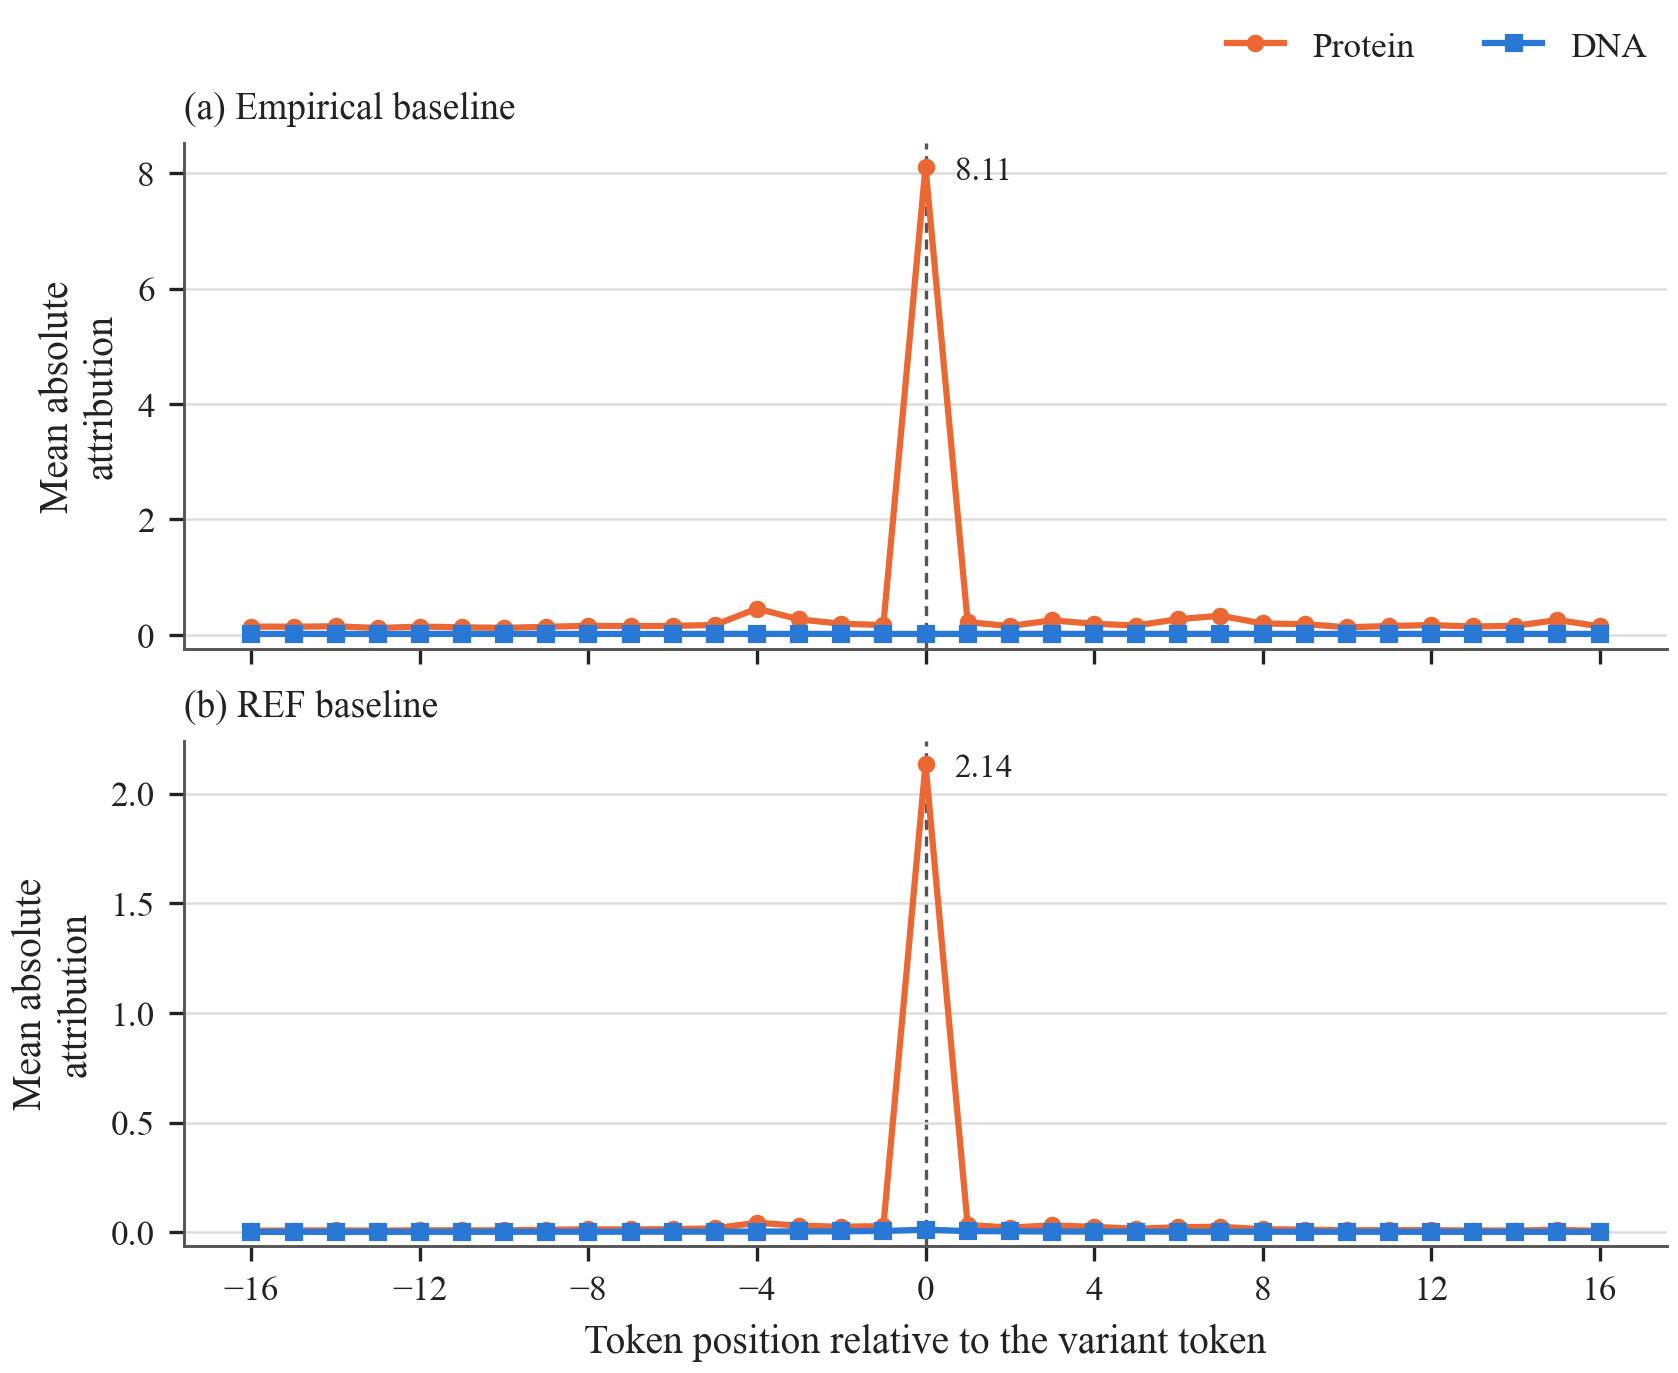 Protein DNA
(a) Empirical baseline
8.11
8
6
4
2
0
Mean absolute
attribution
(b) REF baseline
2.14
2.0
1.5
1.0
0.5
0.0
Mean absolute
attribution
−16 −12 −8 −4 0 4 8 12 16
Token position relative to the variant token